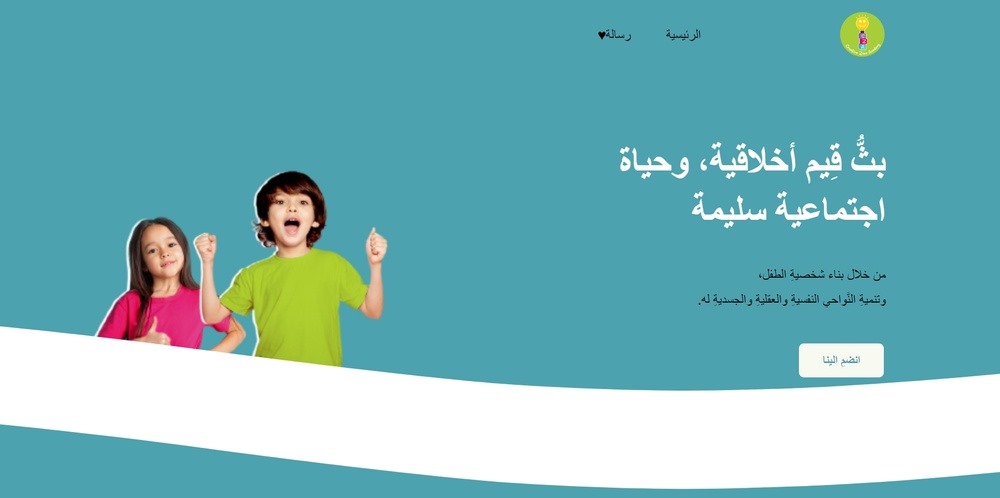 الرئيسية
رسالة♥
بثُّ قِيم أخلاقية، وحياة
اجتماعية سليمة
من خلال بناء شخصيةِ الطفل،
وتنميةِ النَّواحي النفسيةِ والعقليةِ والجسديةِ له.
انضمِ الينا